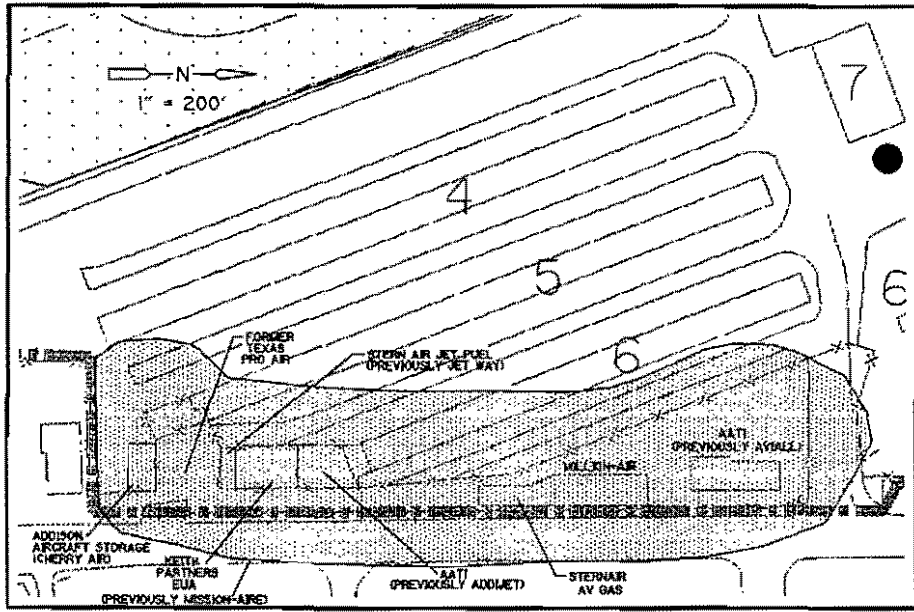 N
1" = 200'
7
4
5
6
6
FORMER
TEXAS
PRO AIR
STERN AIR JET FUEL
(PREVIOUSLY JET WAY)
AATI
(PREVIOUSLY AVIALL)
MILLION-AIR
ADDISON
AIRCRAFT STORAGE
(CHERRY AIR)
KEITH
PARTNERS
EUA
(PREVIOUSLY MISSION-AIRE)
AATI
(PREVIOUSLY ADDIJET)
STERNAIR
AV GAS